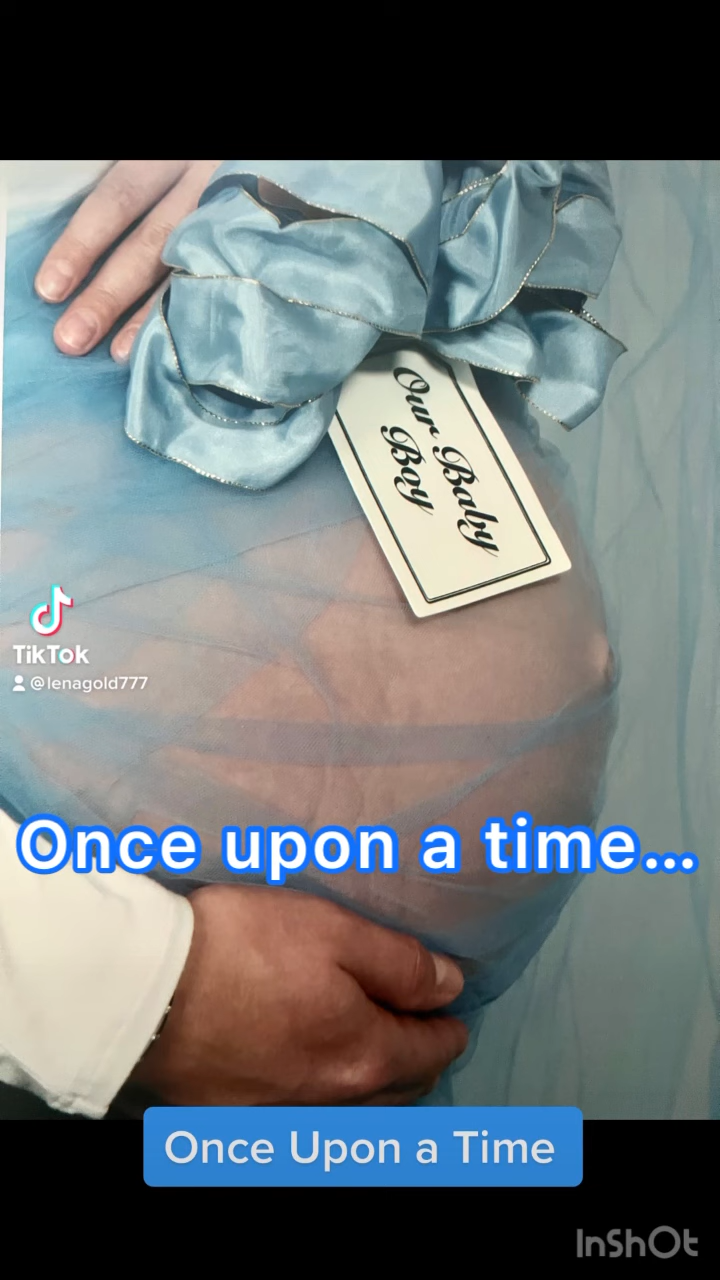 Our Baby
Boy
TikTok
@lenagold777
Once upon a time...
Once Upon a Time
InShOt